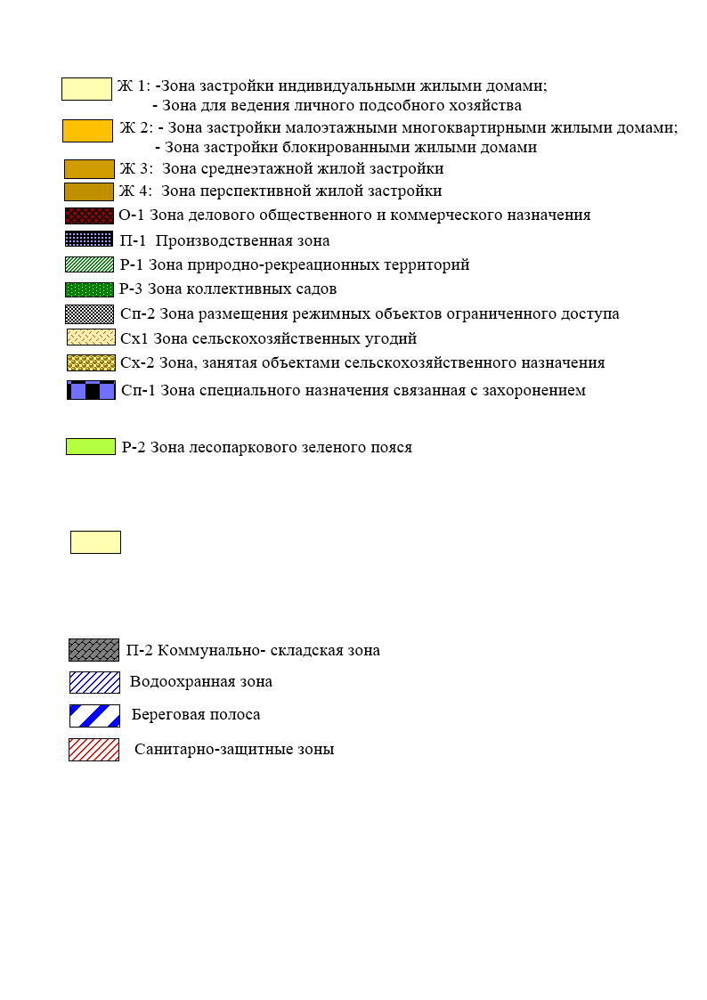 Ж 1: -Зона застройки индивидуальными жилыми домами;
- Зона для ведения личного подсобного хозяйства
Ж 2: - Зона застройки малоэтажными многоквартирными жилыми домами;
- Зона застройки блокированными жилыми домами
Ж 3: Зона среднеэтажной жилой застройки
Ж 4: Зона перспективной жилой застройки
О-1 Зона делового общественного и коммерческого назначения
П-1 Производственная зона
Р-1 Зона природно-рекреационных территорий
Р-3 Зона коллективных садов
Сп-2 Зона размещения режимных объектов ограниченного доступа
Сх1 Зона сельскохозяйственных угодий
Сх-2 Зона, занятая объектами сельскохозяйственного назначения
Сп-1 Зона специального назначения связанная с захоронением
Р-2 Зона лесопаркового зеленого пояся
П-2 Коммунально- складская зона
Водоохранная зона
Береговая полоса
Санитарно-защитные зоны